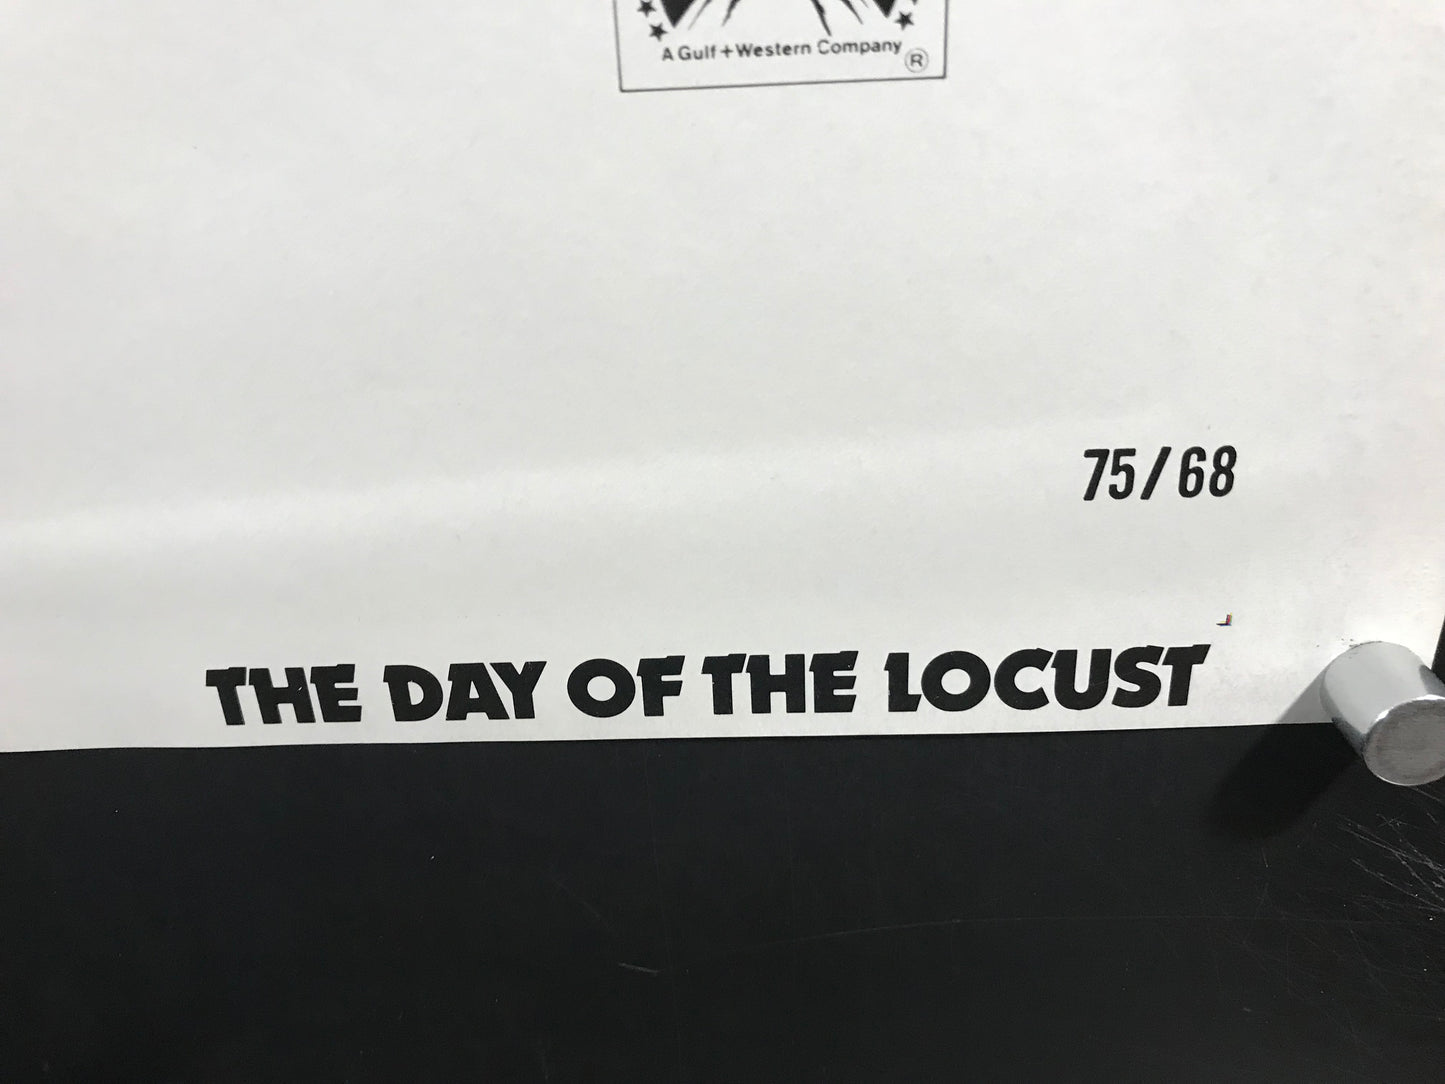 A Gulf+Western Company
®
75/68
THE DAY OF THE LOCUST